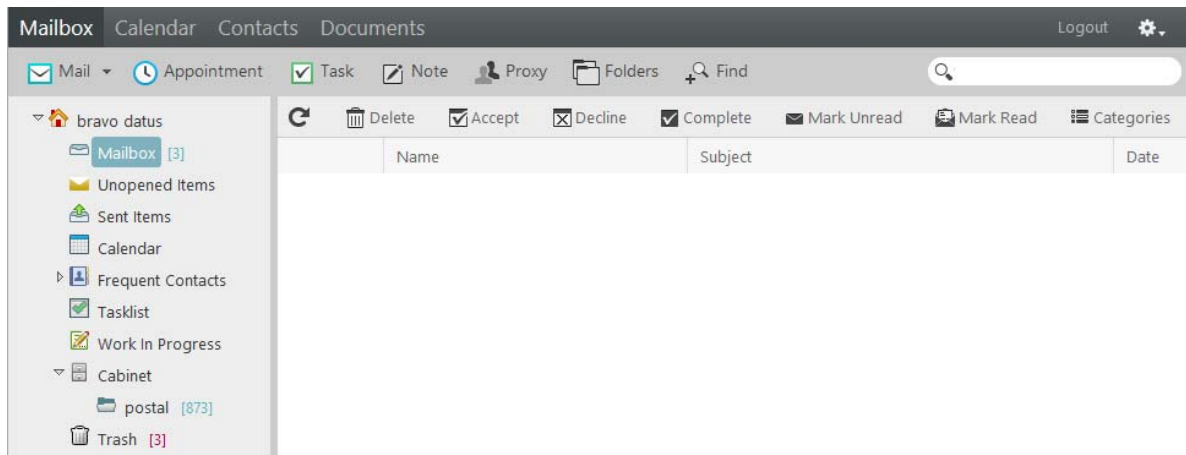 Mailbox Calendar Contacts Documents Logout
Mail Appointment Task Note Proxy Folders Find
bravo datus
Delete Accept Decline Complete Mark Unread Mark Read Categories
Mailbox [3]
Name Subject Date
Unopened Items
Sent Items
Calendar
Frequent Contacts
Tasklist
Work In Progress
Cabinet
postal [873]
Trash [3]